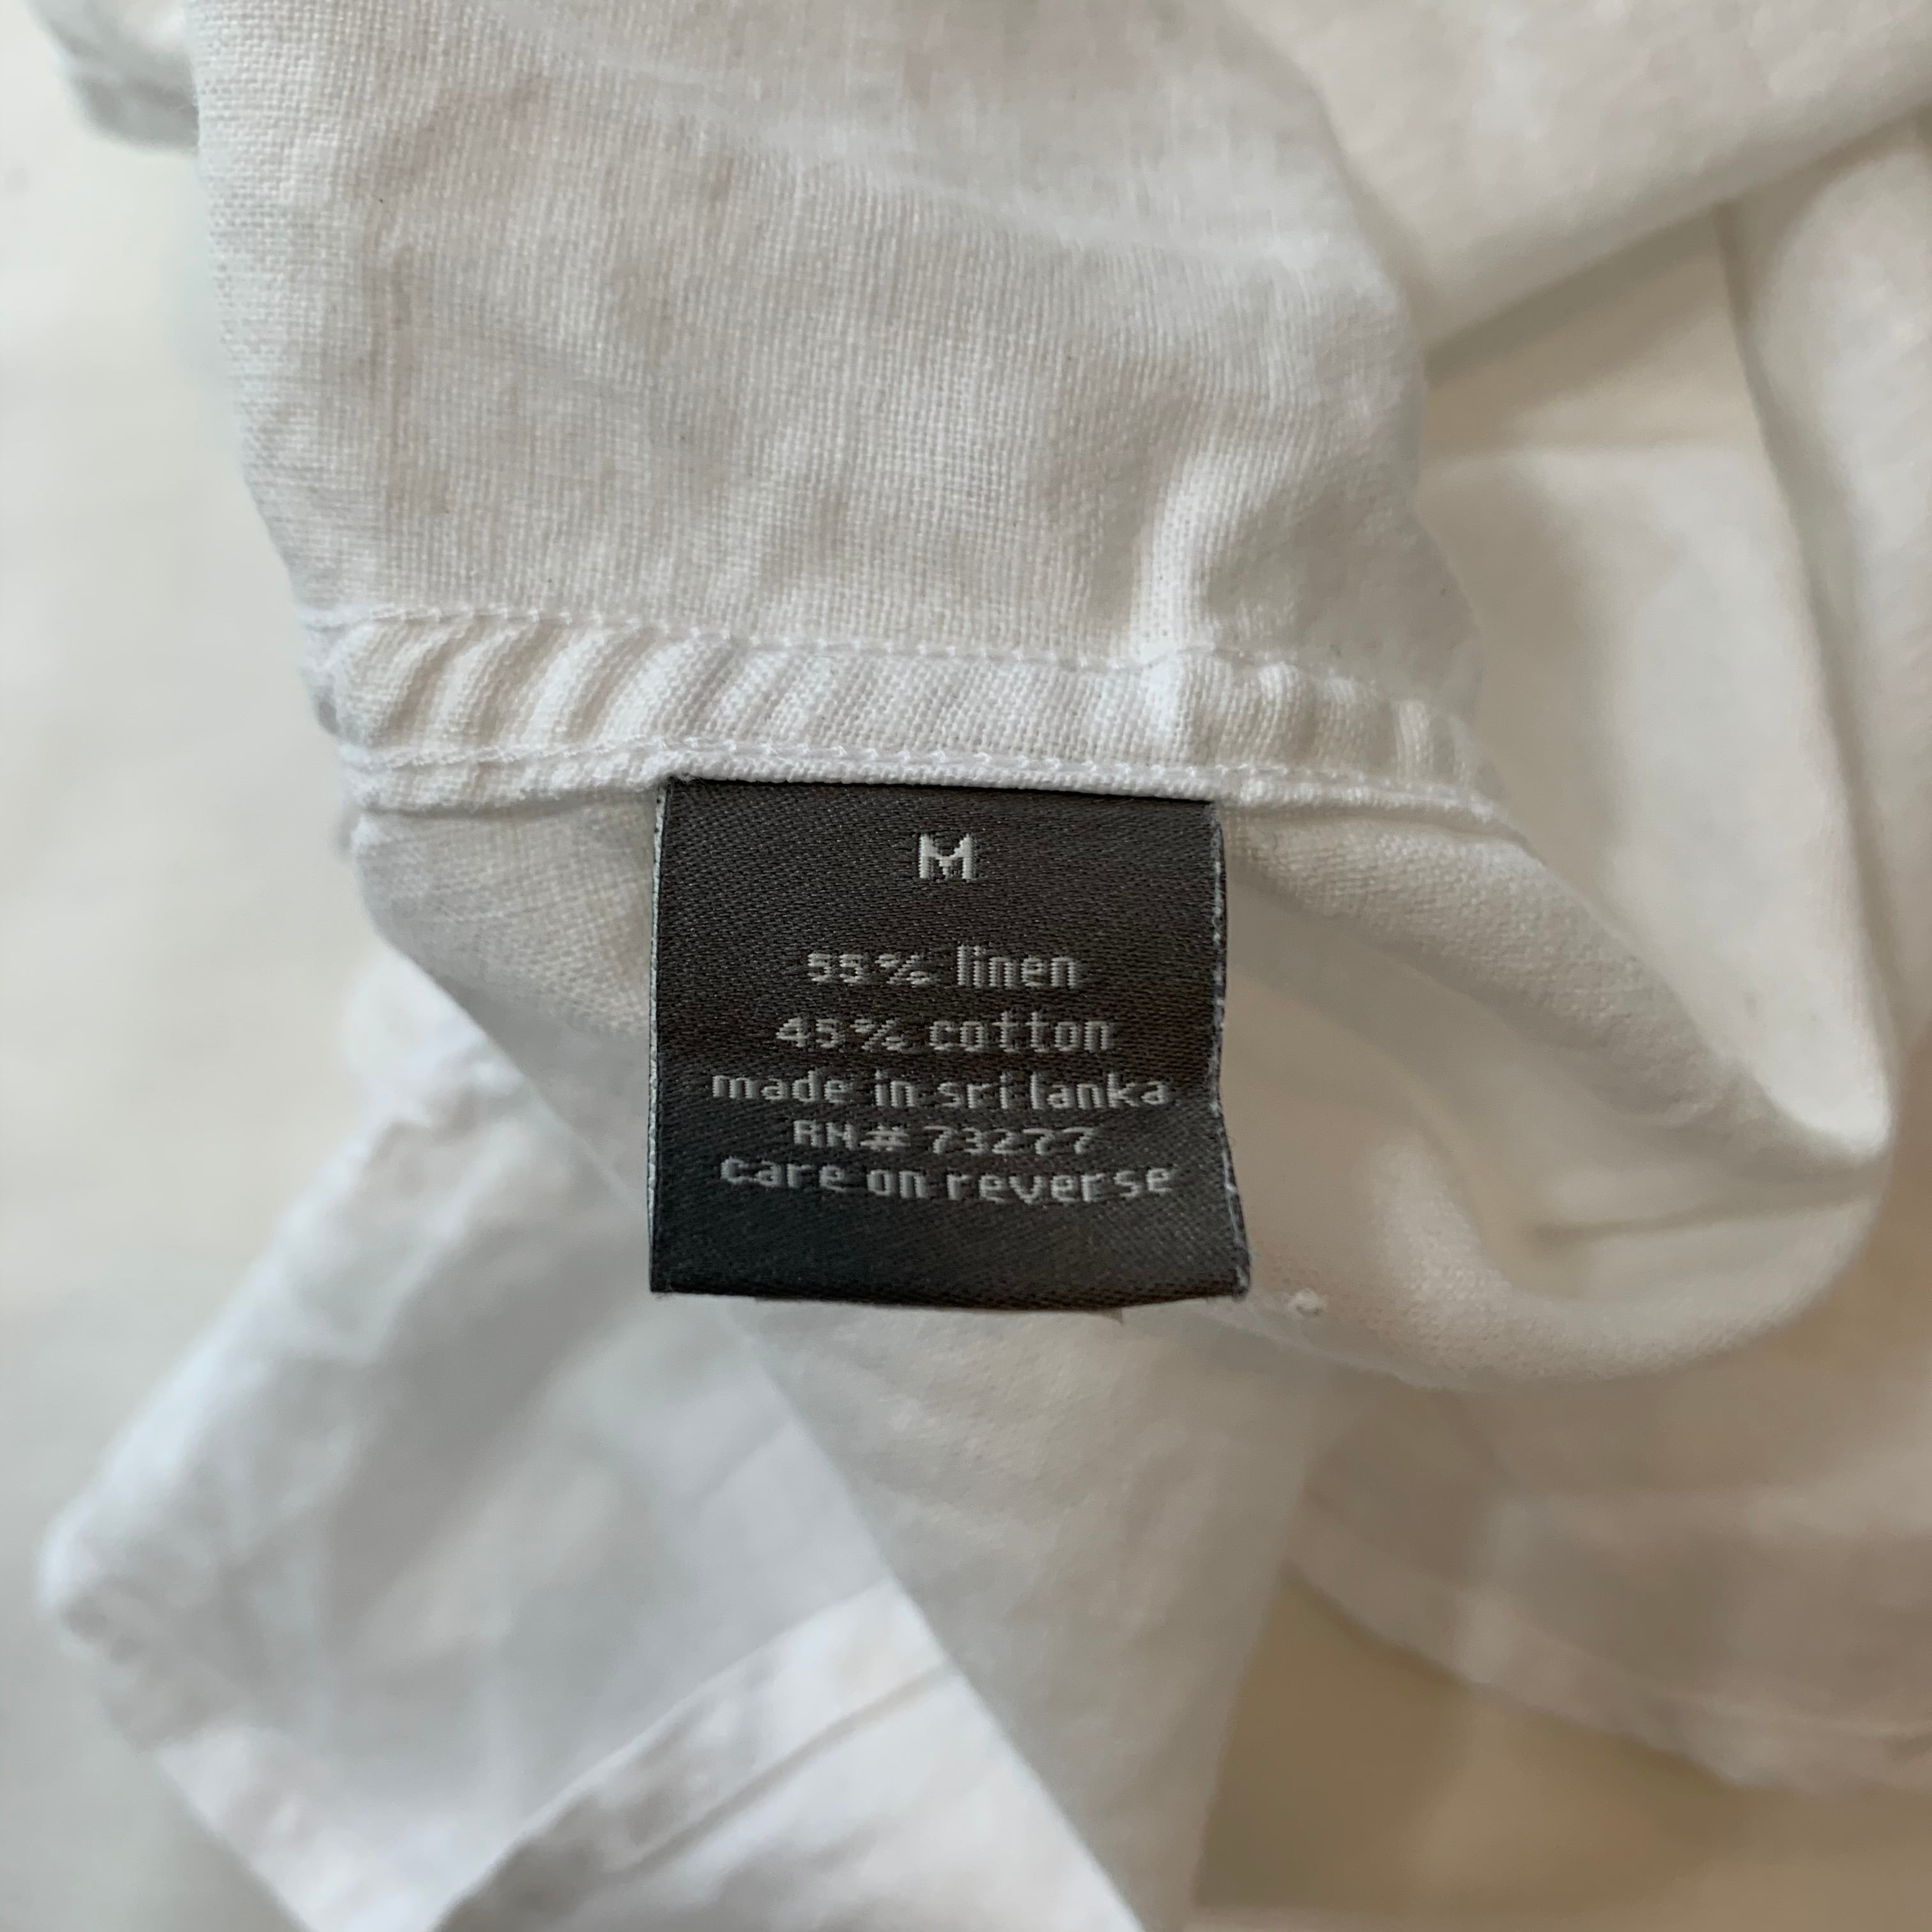 M
55% linen
45% cotton
made in sri lanka
RN# 73277
care on reverse